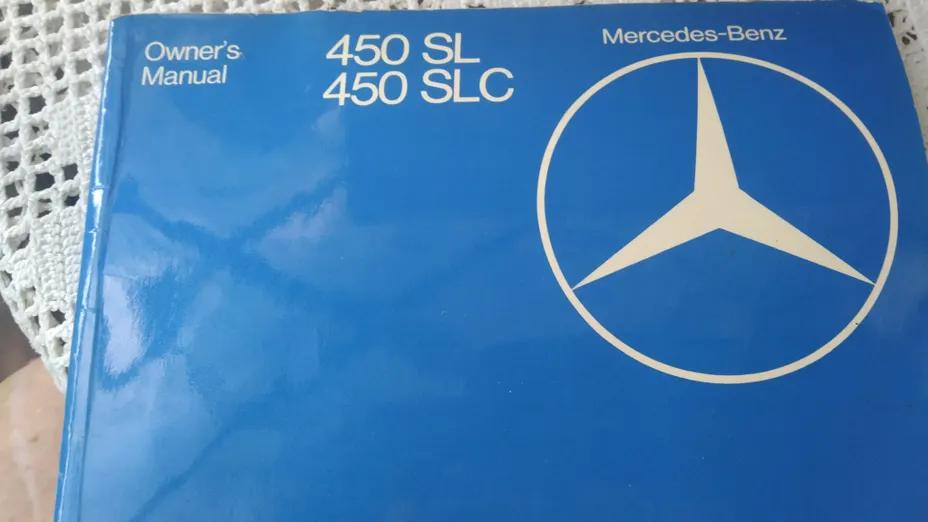 Owner's
Manual
450 SL
450 SLC
Mercedes-Benz